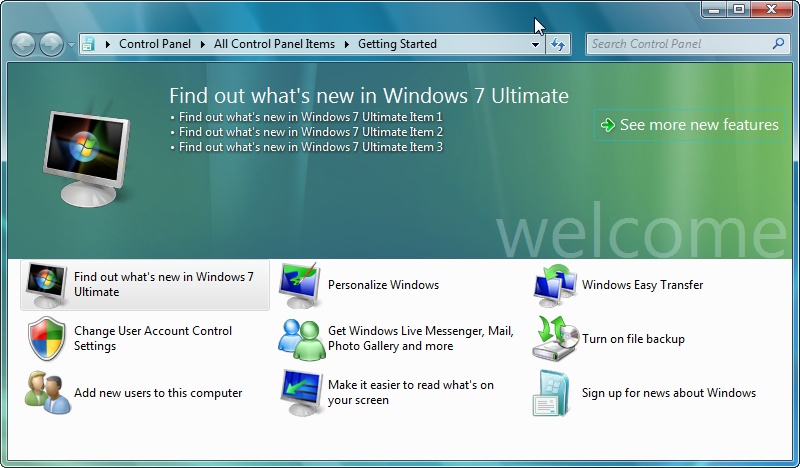 Control Panel All Control Panel Items Getting Started
Search Control Panel
Find out what's new in Windows 7 Ultimate
• Find out what's new in Windows 7 Ultimate Item 1
• Find out what's new in Windows 7 Ultimate Item 2
• Find out what's new in Windows 7 Ultimate Item 3
See more new features
welcome
Find out what's new in Windows 7
Ultimate
Personalize Windows
Windows Easy Transfer
Change User Account Control
Settings
Get Windows Live Messenger, Mail,
Photo Gallery and more
Turn on file backup
Add new users to this computer
Make it easier to read what's on
your screen
Sign up for news about Windows